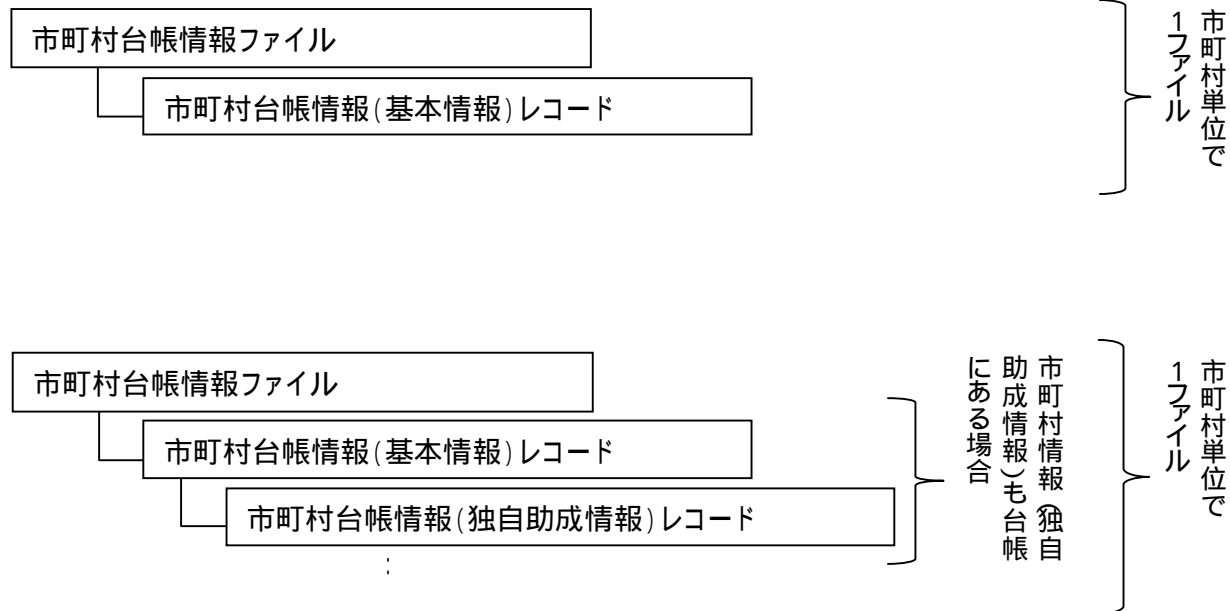 市町村台帳情報ファイル
市町村台帳情報(基本情報)レコード
市町村単位で
1ファイル
市町村台帳情報ファイル
市町村台帳情報(基本情報)レコード
市町村台帳情報(独自助成情報)レコード
:
市町村情報(独自
助成情報)も台帳
にある場合
市町村単位で
1ファイル